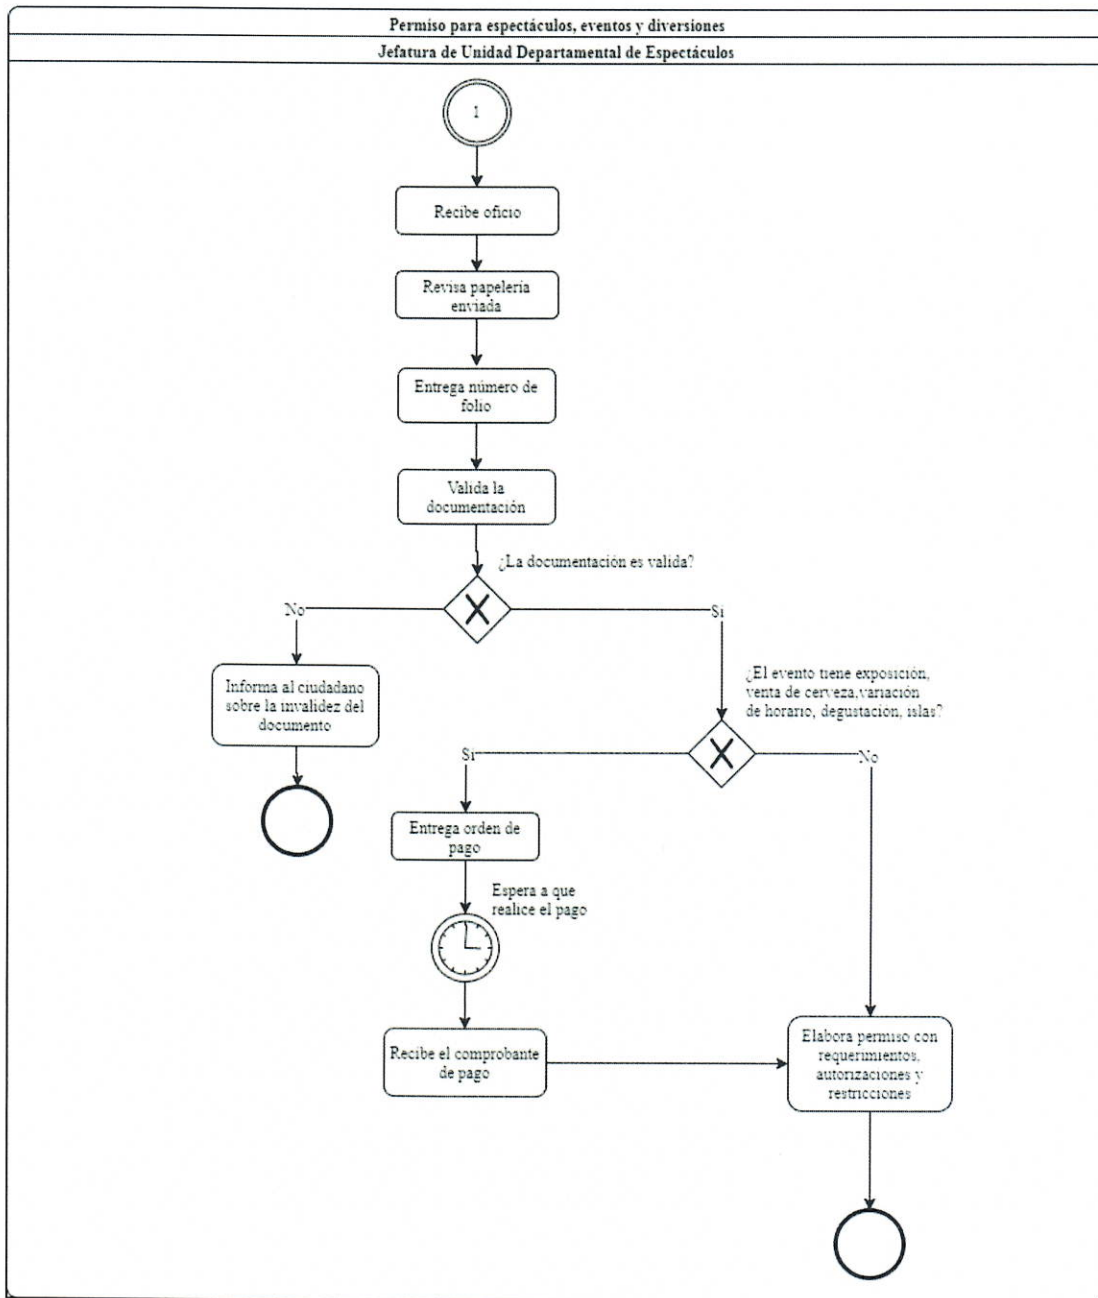 Permiso para espectáculos, eventos y diversiones
Jefatura de Unidad Departamental de Espectáculos
1
Recibe oficio
Revisa papelería
enviada
Entrega número de
folio
Valida la
documentación
¿La documentación es valida?
No
Si
Informa al ciudadano
sobre la invalidez del
documento
¿El evento tiene exposición,
venta de cerveza,variación
de horario, degustación, islas?
Si
No
Entrega orden de
pago
Espera a que
realice el pago
Recibe el comprobante
de pago
Elabora permiso con
requerimientos,
autorizaciones y
restricciones